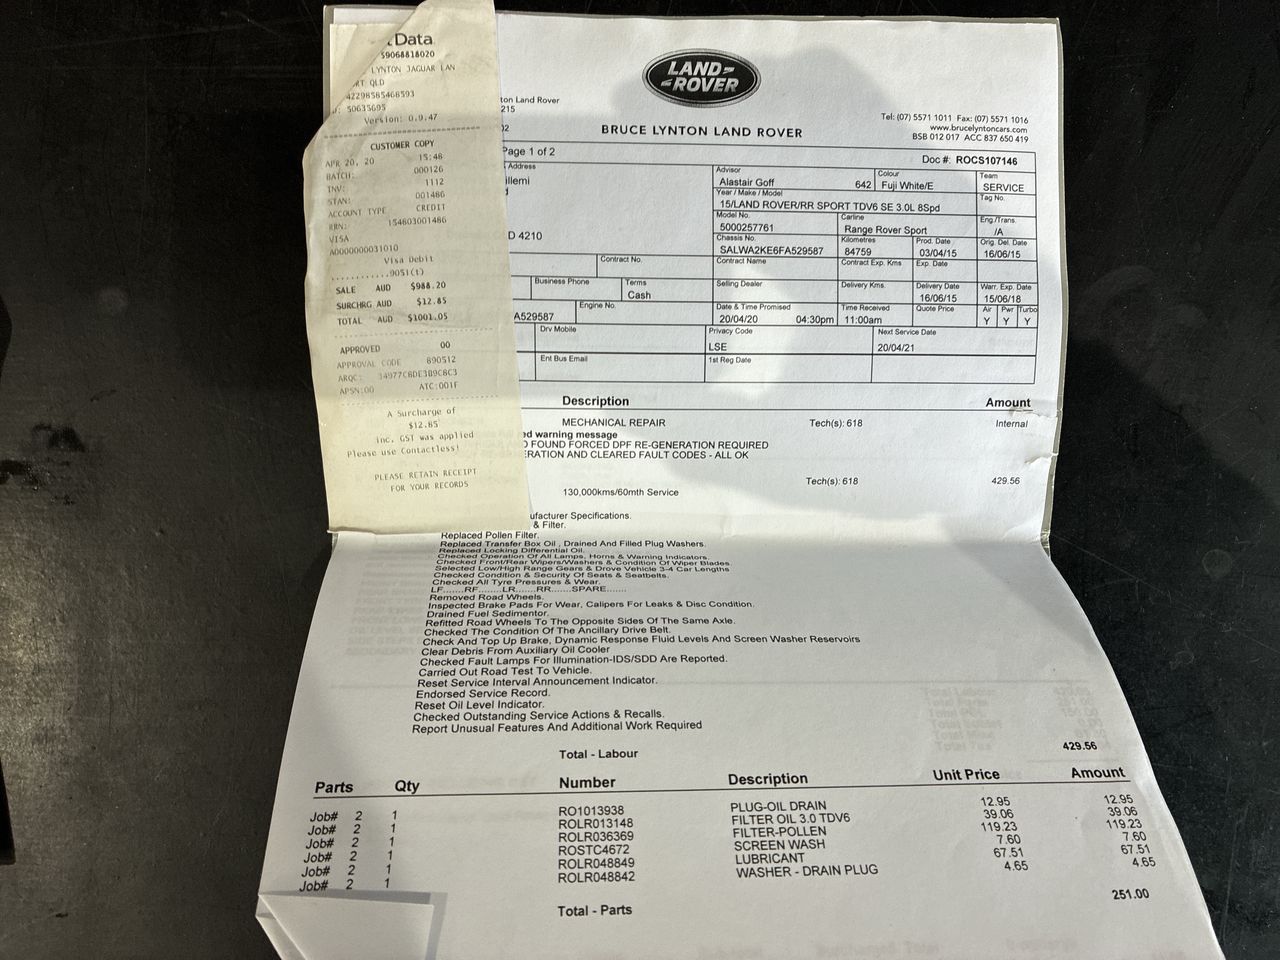 Data
59068818020
LYNTON JAGUAR LAN
RT QLD
42298585468593
50635695
Version: 0.9.47
CUSTOMER COPY
APR 20, 20 15:48
BATCH: 000126
INV: 1112
STAN: 001486
ACCOUNT TYPE CREDIT
RRN: 154803001486
VISA
A0000000031010
Visa Debit
............9051(t)
SALE AUD $988.20
SURCHRG AUD $12.85
TOTAL AUD $1001.05
APPROVED 00
APPROVAL CODE 890512
ARQC: 34977C8DE3B9C8C3
APSN:00 ATC:001F
A Surcharge of
$12.85
inc. GST was applied
Please use Contactless!
PLEASE RETAIN RECEIPT
FOR YOUR RECORDS
LAND-
-ROVER
ton Land Rover
215
02
BRUCE LYNTON LAND ROVER
Tel: (07) 5571 1011 Fax: (07) 5571 1016
www.brucelyntoncars.com
BSB 012 017 ACC 837 650 419
Page 1 of 2
Doc #: ROCS107146
Address
illemi
D 4210
Advisor Colour Team
Alastair Goff 642 Fuji White/E SERVICE
Year / Make / Model Tag No.
15/LAND ROVER/RR SPORT TDV6 SE 3.0L 8Spd
Model No. Carline Eng/Trans.
5000257761 Range Rover Sport /A
Chassis No. Kilometres Prod. Date Orig. Del. Date
SALWA2KE6FA529587 84759 03/04/15 16/06/15
Contract No. Contract Name Contract Exp. Kms Exp. Date
Business Phone Terms Selling Dealer Delivery Kms. Delivery Date Warr. Exp. Date
Cash 16/06/15 15/06/18
Engine No. Date & Time Promised Time Received Quote Price Air Pwr Turbo
A529587 20/04/20 04:30pm 11:00am Y Y Y
Drv Mobile Privacy Code Next Service Date
LSE 20/04/21
Ent Bus Email 1st Reg Date
Description Amount
MECHANICAL REPAIR Tech(s): 618 Internal
ed warning message
D FOUND FORCED DPF RE-GENERATION REQUIRED
ERATION AND CLEARED FAULT CODES - ALL OK
Tech(s): 618 429.56
130,000kms/60mth Service
ufacturer Specifications.
& Filter.
Replaced Pollen Filter.
Replaced Transfer Box Oil , Drained And Filled Plug Washers.
Replaced Locking Differential Oil.
Checked Operation Of All Lamps, Horns & Warning Indicators.
Checked Front/Rear Wipers/Washers & Condition Of Wiper Blades.
Selected Low/High Range Gears & Drove Vehicle 3-4 Car Lengths
Checked Condition & Security Of Seats & Seatbelts.
Checked All Tyre Pressures & Wear.
LF......RF......LR......RR......SPARE......
Removed Road Wheels.
Inspected Brake Pads For Wear, Calipers For Leaks & Disc Condition.
Drained Fuel Sedimentor.
Refitted Road Wheels To The Opposite Sides Of The Same Axle.
Checked The Condition Of The Ancillary Drive Belt.
Check And Top Up Brake, Dynamic Response Fluid Levels And Screen Washer Reservoirs
Clear Debris From Auxiliary Oil Cooler
Checked Fault Lamps For Illumination-IDS/SDD Are Reported.
Carried Out Road Test To Vehicle.
Reset Service Interval Announcement Indicator.
Endorsed Service Record.
Reset Oil Level Indicator.
Checked Outstanding Service Actions & Recalls.
Report Unusual Features And Additional Work Required
Total - Labour 429.56
Parts Qty Number Description Unit Price Amount
Job# 2 1 RO1013938 PLUG-OIL DRAIN 12.95 12.95
Job# 2 1 ROLR013148 FILTER OIL 3.0 TDV6 39.06 39.06
Job# 2 1 ROLR036369 FILTER-POLLEN 119.23 119.23
Job# 2 1 ROSTC4672 SCREEN WASH 7.60 7.60
Job# 2 1 ROLR048849 LUBRICANT 67.51 67.51
Job# 2 1 ROLR048842 WASHER - DRAIN PLUG 4.65 4.65
Total - Parts 251.00